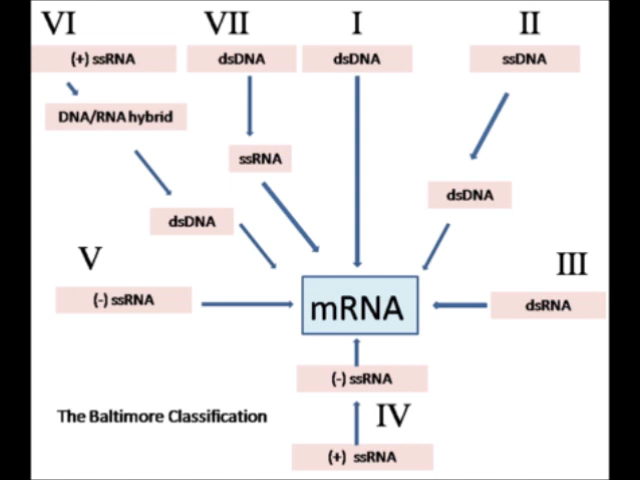 VI
VII
I
II
(+) ssRNA
dsDNA
dsDNA
ssDNA
DNA/RNA hybrid
ssRNA
dsDNA
dsDNA
V
III
(-) ssRNA
mRNA
dsRNA
(-) ssRNA
The Baltimore Classification
IV
(+) ssRNA